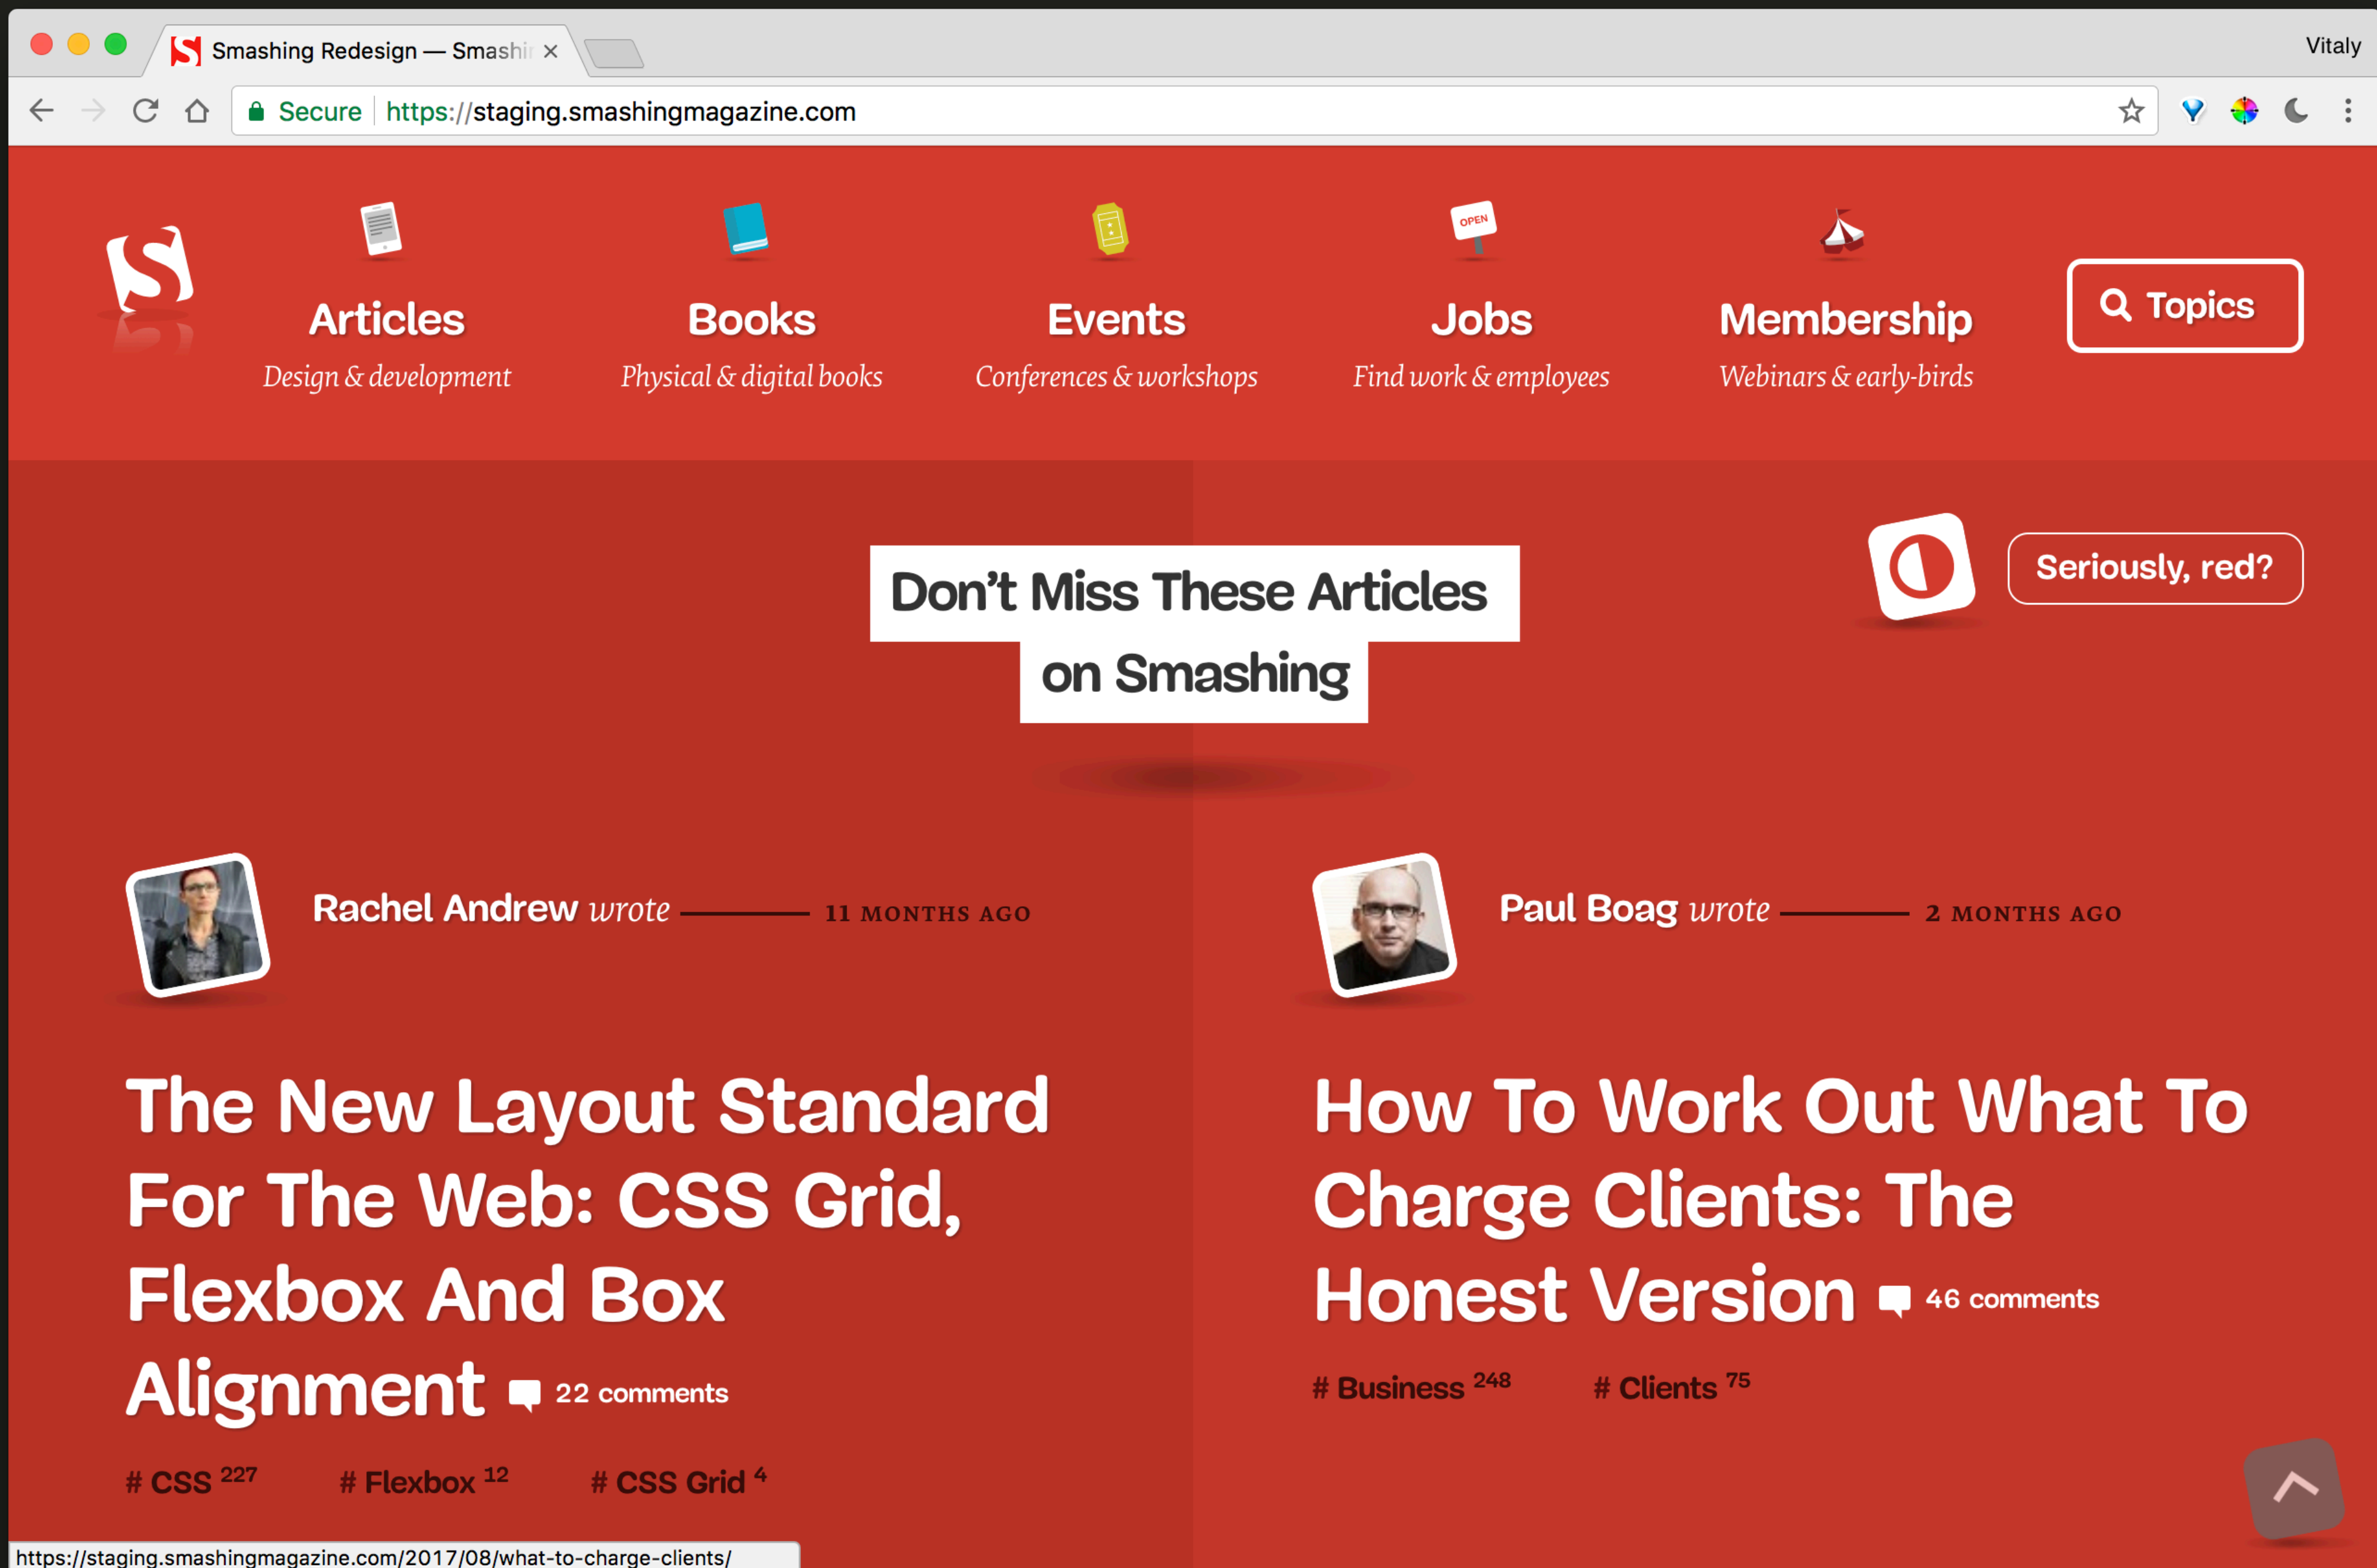 Smashing Redesign — Smashin
Vitaly
Secure
https://staging.smashingmagazine.com
OPEN
Articles
Design & development
Books
Physical & digital books
Events
Conferences & workshops
Jobs
Find work & employees
Membership
Webinars & early-birds
Topics
Don’t Miss These Articles
on Smashing
Seriously, red?
Rachel Andrew wrote
11 MONTHS AGO
The New Layout Standard
For The Web: CSS Grid,
Flexbox And Box
Alignment
22 comments
# CSS 227
# Flexbox 12
# CSS Grid 4
Paul Boag wrote
2 MONTHS AGO
How To Work Out What To
Charge Clients: The
Honest Version
46 comments
# Business 248
# Clients 75
https://staging.smashingmagazine.com/2017/08/what-to-charge-clients/